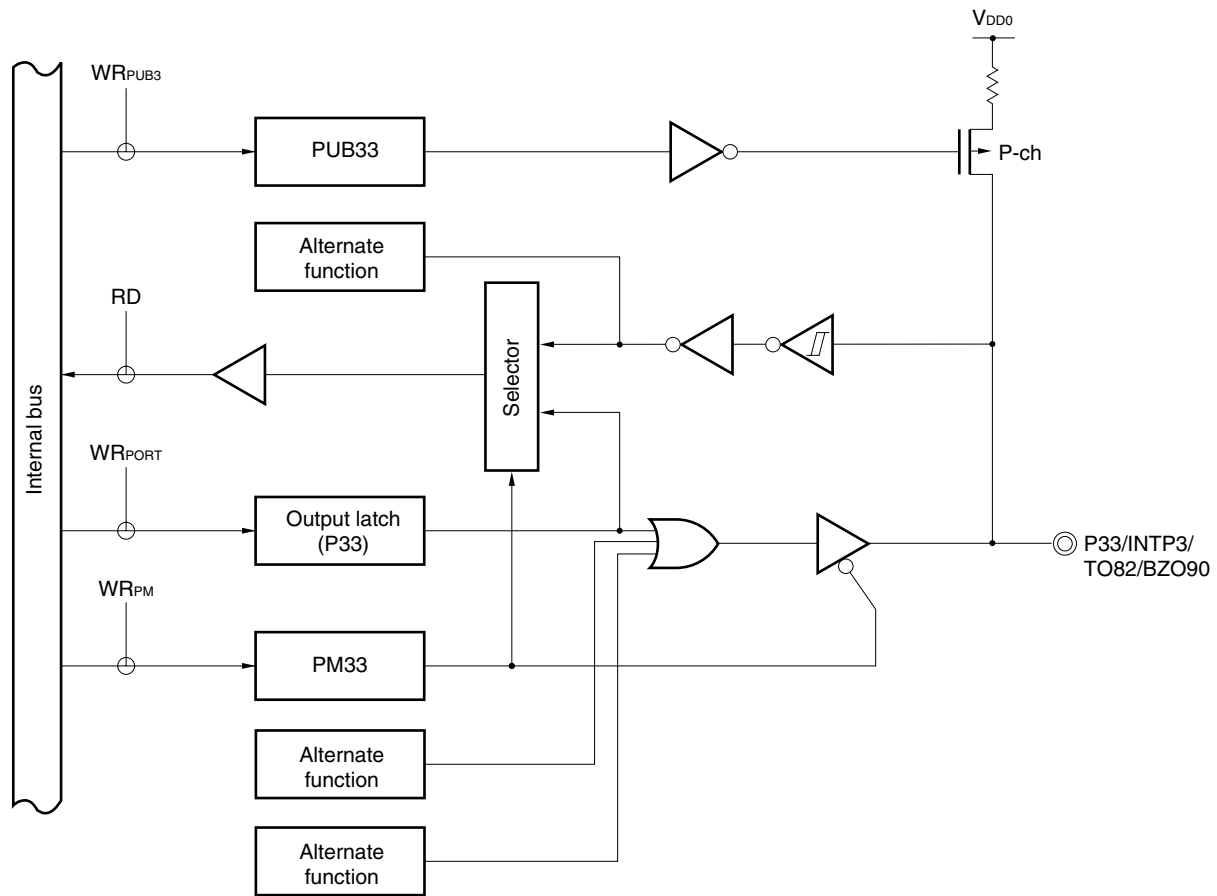 VDD0
WRPUB3
PUB33
P-ch
Alternate
function
RD
Selector
Internal bus
WRPORT
Output latch
(P33)
P33/INTP3/
TO82/BZO90
WRPM
PM33
Alternate
function
Alternate
function